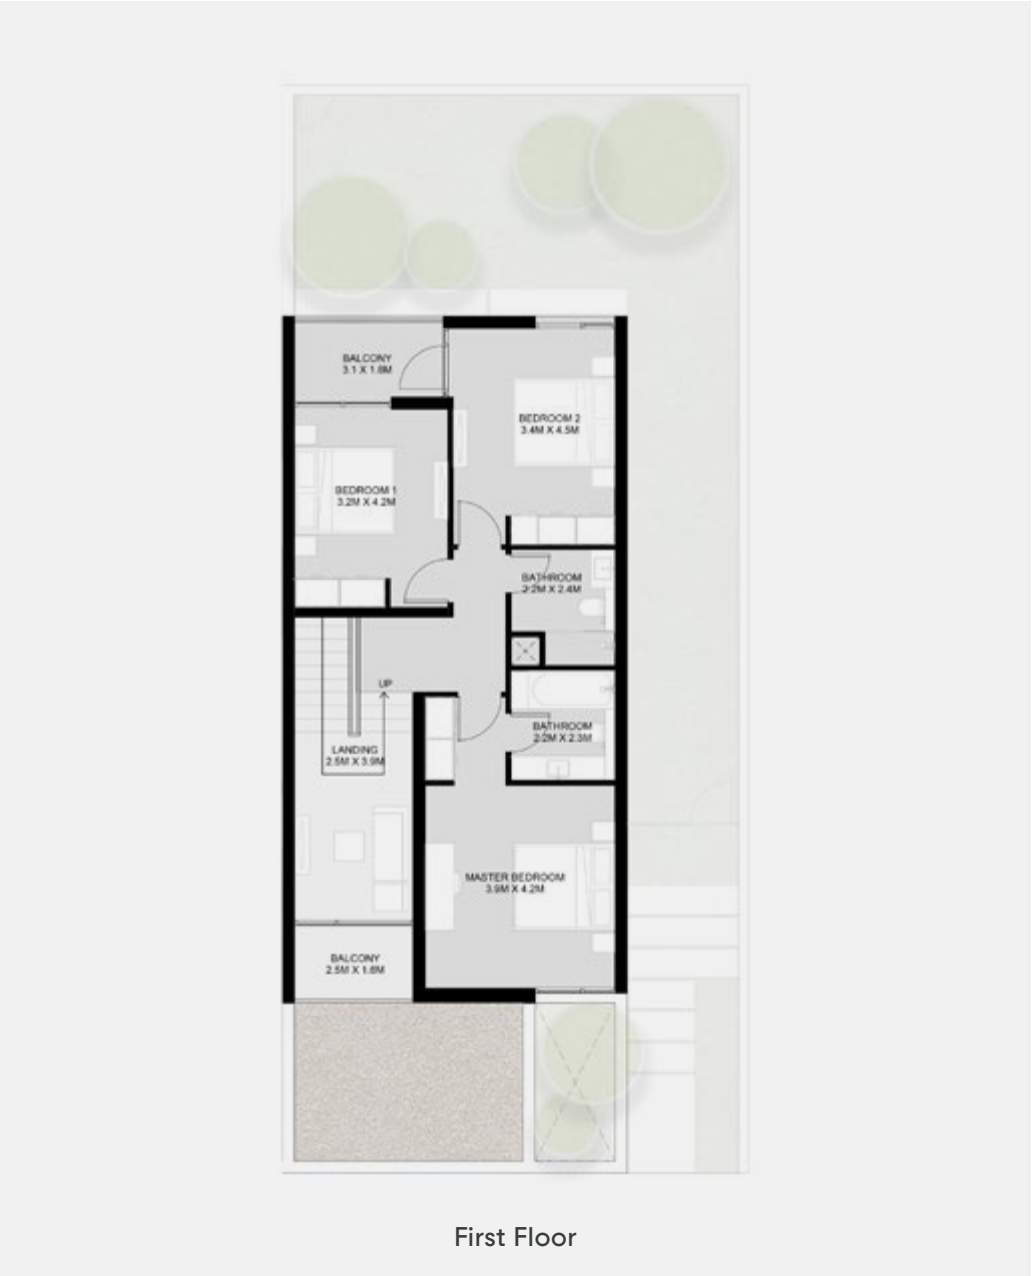 BALCONY
3.1 X 1.8M
BEDROOM 2
3.4M X 4.5M
BEDROOM 1
3.2M X 4.2M
BATHROOM
2.2M X 2.4M
UP
BATHROOM
2.2M X 2.3M
LANDING
2.5M X 3.9M
MASTER BEDROOM
3.9M X 4.2M
BALCONY
2.5M X 1.6M
First Floor